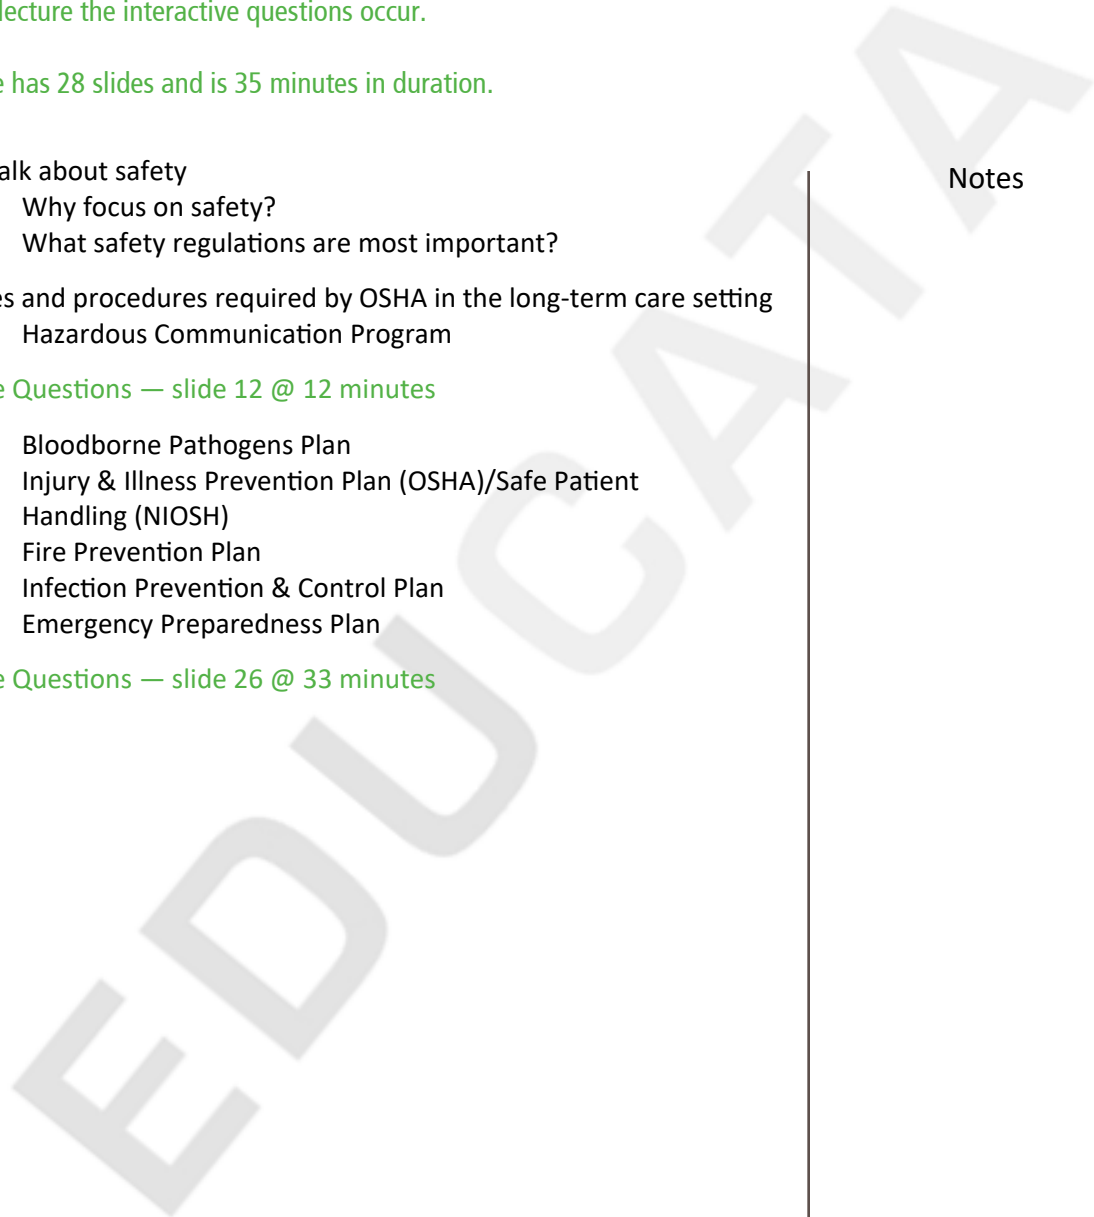 lecture the interactive questions occur.
has 28 slides and is 35 minutes in duration.
alk about safety
Notes
Why focus on safety?
What safety regulations are most important?
es and procedures required by OSHA in the long-term care setting
Hazardous Communication Program
e Questions — slide 12 @ 12 minutes
Bloodborne Pathogens Plan
Injury & Illness Prevention Plan (OSHA)/Safe Patient
Handling (NIOSH)
Fire Prevention Plan
Infection Prevention & Control Plan
Emergency Preparedness Plan
e Questions — slide 26 @ 33 minutes
EDUCATA